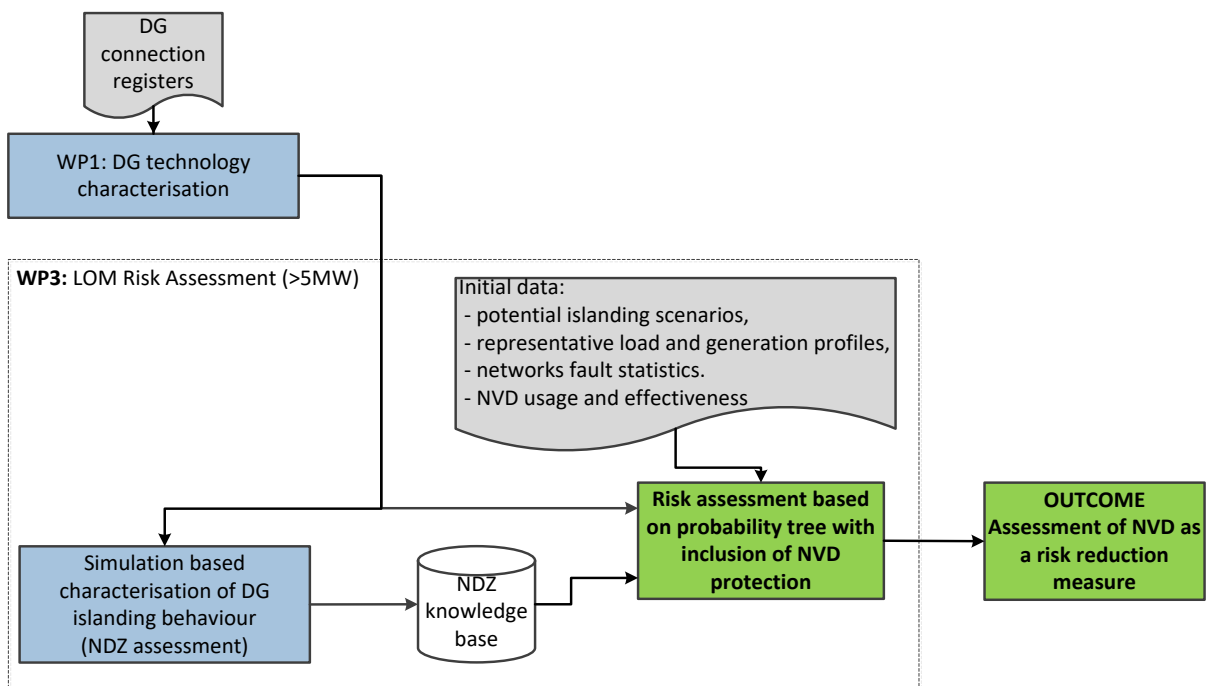 DG
connection
registers
WP1: DG technology
characterisation
WP3: LOM Risk Assessment (>5MW)
Initial data:
- potential islanding scenarios,
- representative load and generation profiles,
- networks fault statistics.
- NVD usage and effectiveness
Risk assessment based
on probability tree with
inclusion of NVD
protection
OUTCOME
Assessment of NVD as
a risk reduction
measure
Simulation based
characterisation of DG
islanding behaviour
(NDZ assessment)
NDZ
knowledge
base